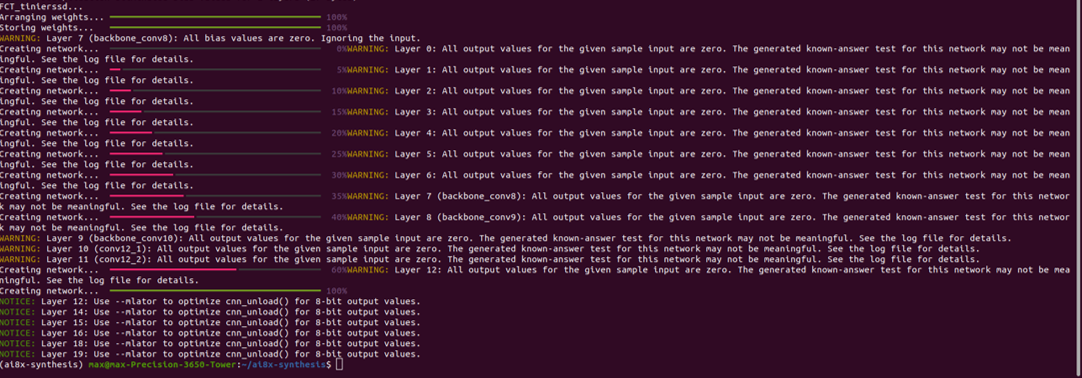 FCT_tinierssd...
Arranging weights... 100%
Storing weights... 100%
WARNING: Layer 7 (backbone_conv8): All bias values are zero. Ignoring the input.
Creating network... 0%WARNING: Layer 0: All output values for the given sample input are zero. The generated known-answer test for this network may not be mean
ingful. See the log file for details.
Creating network... 5%WARNING: Layer 1: All output values for the given sample input are zero. The generated known-answer test for this network may not be mean
ingful. See the log file for details.
Creating network... 10%WARNING: Layer 2: All output values for the given sample input are zero. The generated known-answer test for this network may not be mean
ingful. See the log file for details.
Creating network... 15%WARNING: Layer 3: All output values for the given sample input are zero. The generated known-answer test for this network may not be mean
ingful. See the log file for details.
Creating network... 20%WARNING: Layer 4: All output values for the given sample input are zero. The generated known-answer test for this network may not be mean
ingful. See the log file for details.
Creating network... 25%WARNING: Layer 5: All output values for the given sample input are zero. The generated known-answer test for this network may not be mean
ingful. See the log file for details.
Creating network... 30%WARNING: Layer 6: All output values for the given sample input are zero. The generated known-answer test for this network may not be mean
ingful. See the log file for details.
Creating network... 35%WARNING: Layer 7 (backbone_conv8): All output values for the given sample input are zero. The generated known-answer test for this networ
k may not be meaningful. See the log file for details.
Creating network... 40%WARNING: Layer 8 (backbone_conv9): All output values for the given sample input are zero. The generated known-answer test for this networ
k may not be meaningful. See the log file for details.
WARNING: Layer 9 (backbone_conv10): All output values for the given sample input are zero. The generated known-answer test for this network may not be meaningful. See the log file for details.
WARNING: Layer 10 (conv12_1): All output values for the given sample input are zero. The generated known-answer test for this network may not be meaningful. See the log file for details.
WARNING: Layer 11 (conv12_2): All output values for the given sample input are zero. The generated known-answer test for this network may not be meaningful. See the log file for details.
Creating network... 60%WARNING: Layer 12: All output values for the given sample input are zero. The generated known-answer test for this network may not be mea
ningful. See the log file for details.
Creating network... 100%
NOTICE: Layer 12: Use --mlator to optimize cnn_unload() for 8-bit output values.
NOTICE: Layer 14: Use --mlator to optimize cnn_unload() for 8-bit output values.
NOTICE: Layer 15: Use --mlator to optimize cnn_unload() for 8-bit output values.
NOTICE: Layer 16: Use --mlator to optimize cnn_unload() for 8-bit output values.
NOTICE: Layer 18: Use --mlator to optimize cnn_unload() for 8-bit output values.
NOTICE: Layer 19: Use --mlator to optimize cnn_unload() for 8-bit output values.
(ai8x-synthesis) max@max-Precision-3650-Tower:~/ai8x-synthesis$